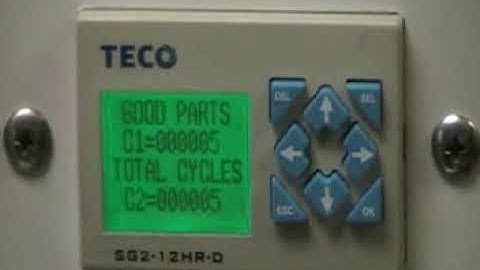 TECO
GOOD PARTS
C1=000005
TOTAL CYCLES
C2=000005
DEL
SEL
ESC
OK
SG2-12HR-D